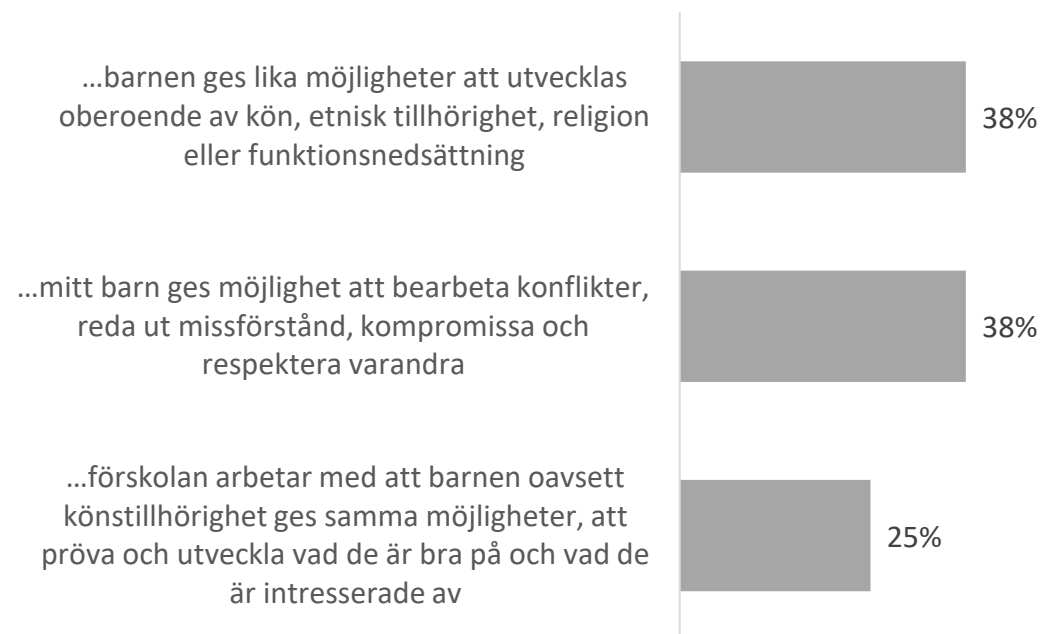 …barnen ges lika möjligheter att utvecklas
oberoende av kön, etnisk tillhörighet, religion
eller funktionsnedsättning
38%
…mitt barn ges möjlighet att bearbeta konflikter,
reda ut missförstånd, kompromissa och
respektera varandra
38%
…förskolan arbetar med att barnen oavsett
könstillhörighet ges samma möjligheter, att
pröva och utveckla vad de är bra på och vad de
är intresserade av
25%